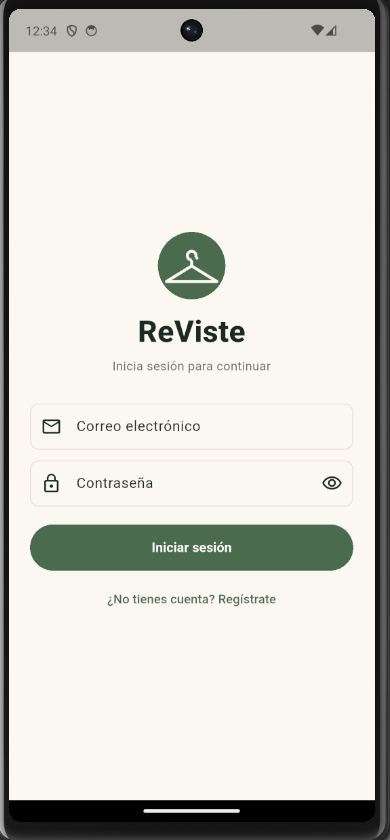 12:34
ReViste
Inicia sesión para continuar
Correo electrónico
Contraseña
Iniciar sesión
¿No tienes cuenta? Regístrate